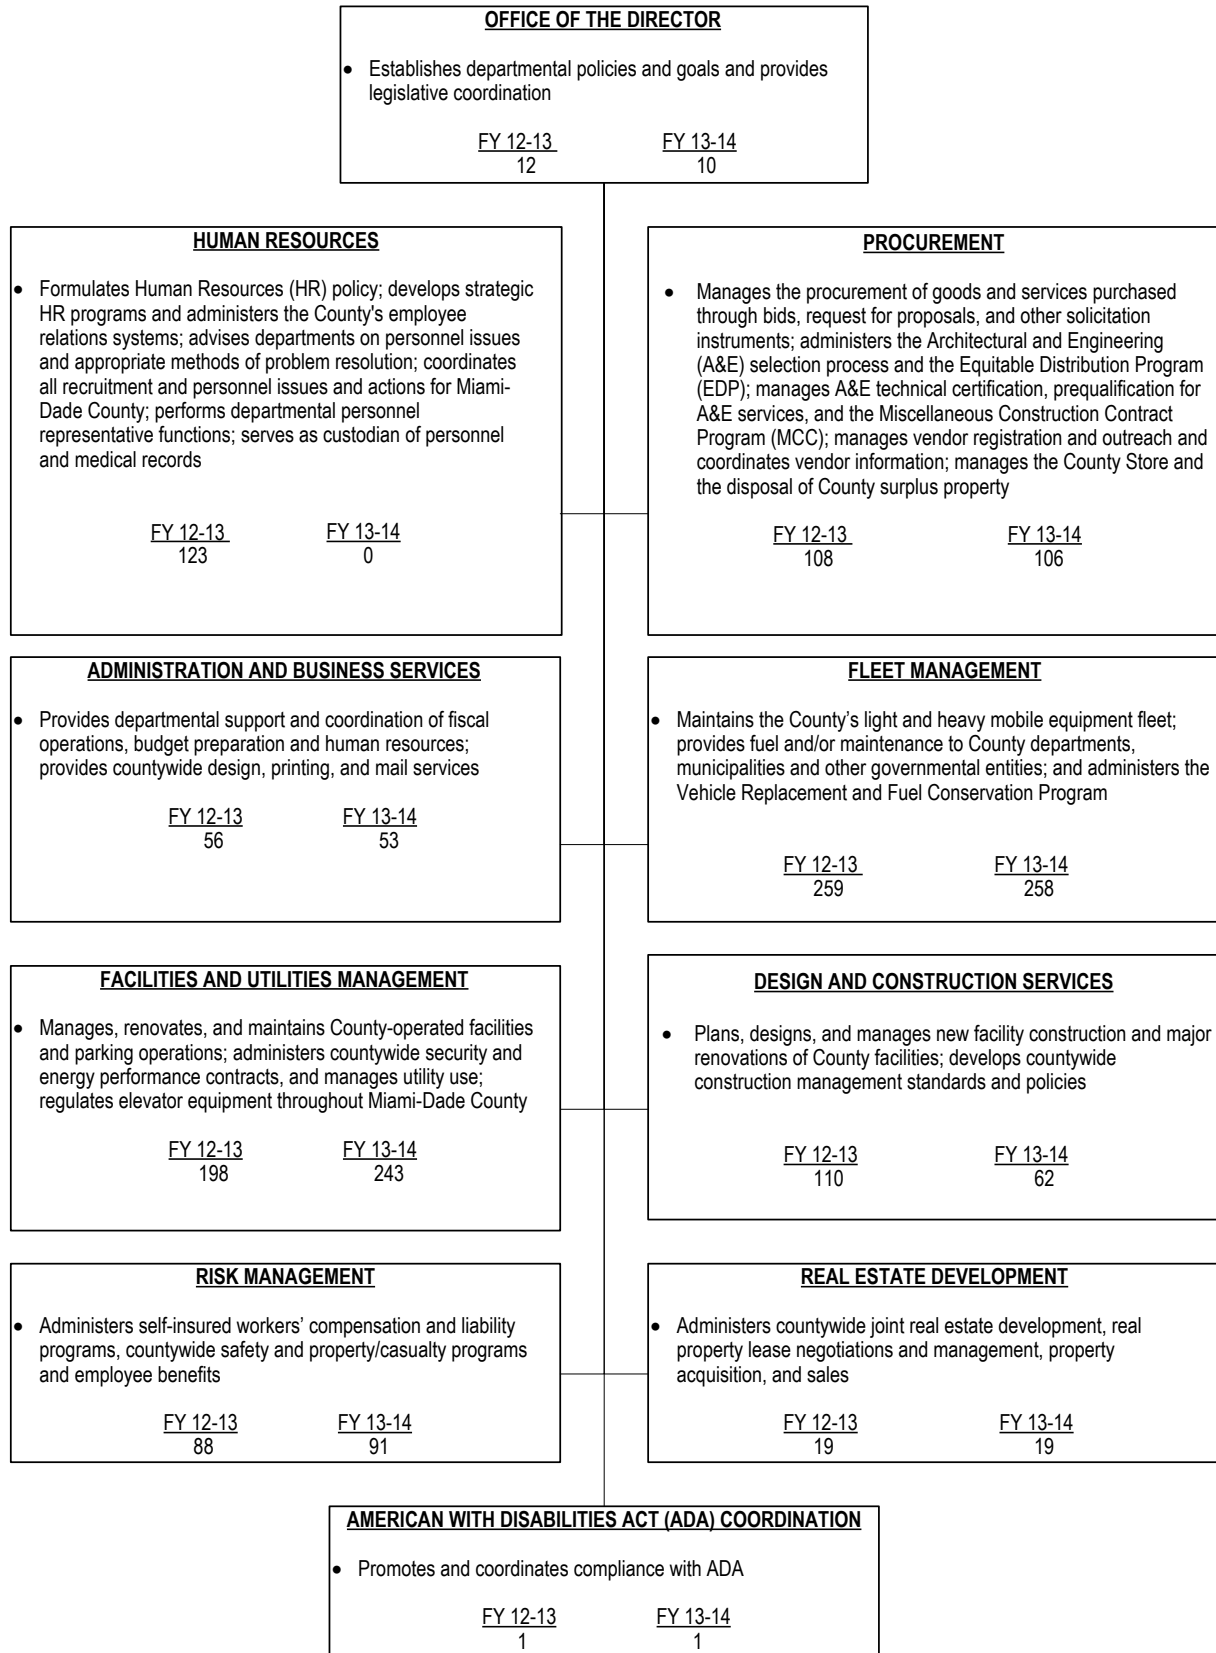 OFFICE OF THE DIRECTOR
• Establishes departmental policies and goals and provides
legislative coordination
FY 12-13 FY 13-14
12 10
HUMAN RESOURCES
• Formulates Human Resources (HR) policy; develops strategic
HR programs and administers the County's employee
relations systems; advises departments on personnel issues
and appropriate methods of problem resolution; coordinates
all recruitment and personnel issues and actions for Miami-
Dade County; performs departmental personnel
representative functions; serves as custodian of personnel
and medical records
FY 12-13 FY 13-14
123 0
PROCUREMENT
• Manages the procurement of goods and services purchased
through bids, request for proposals, and other solicitation
instruments; administers the Architectural and Engineering
(A&E) selection process and the Equitable Distribution Program
(EDP); manages A&E technical certification, prequalification for
A&E services, and the Miscellaneous Construction Contract
Program (MCC); manages vendor registration and outreach and
coordinates vendor information; manages the County Store and
the disposal of County surplus property
FY 12-13 FY 13-14
108 106
ADMINISTRATION AND BUSINESS SERVICES
• Provides departmental support and coordination of fiscal
operations, budget preparation and human resources;
provides countywide design, printing, and mail services
FY 12-13 FY 13-14
56 53
FLEET MANAGEMENT
• Maintains the County’s light and heavy mobile equipment fleet;
provides fuel and/or maintenance to County departments,
municipalities and other governmental entities; and administers the
Vehicle Replacement and Fuel Conservation Program
FY 12-13 FY 13-14
259 258
FACILITIES AND UTILITIES MANAGEMENT
• Manages, renovates, and maintains County-operated facilities
and parking operations; administers countywide security and
energy performance contracts, and manages utility use;
regulates elevator equipment throughout Miami-Dade County
FY 12-13 FY 13-14
198 243
DESIGN AND CONSTRUCTION SERVICES
• Plans, designs, and manages new facility construction and major
renovations of County facilities; develops countywide
construction management standards and policies
FY 12-13 FY 13-14
110 62
RISK MANAGEMENT
• Administers self-insured workers’ compensation and liability
programs, countywide safety and property/casualty programs
and employee benefits
FY 12-13 FY 13-14
88 91
REAL ESTATE DEVELOPMENT
• Administers countywide joint real estate development, real
property lease negotiations and management, property
acquisition, and sales
FY 12-13 FY 13-14
19 19
AMERICAN WITH DISABILITIES ACT (ADA) COORDINATION
• Promotes and coordinates compliance with ADA
FY 12-13 FY 13-14
1 1